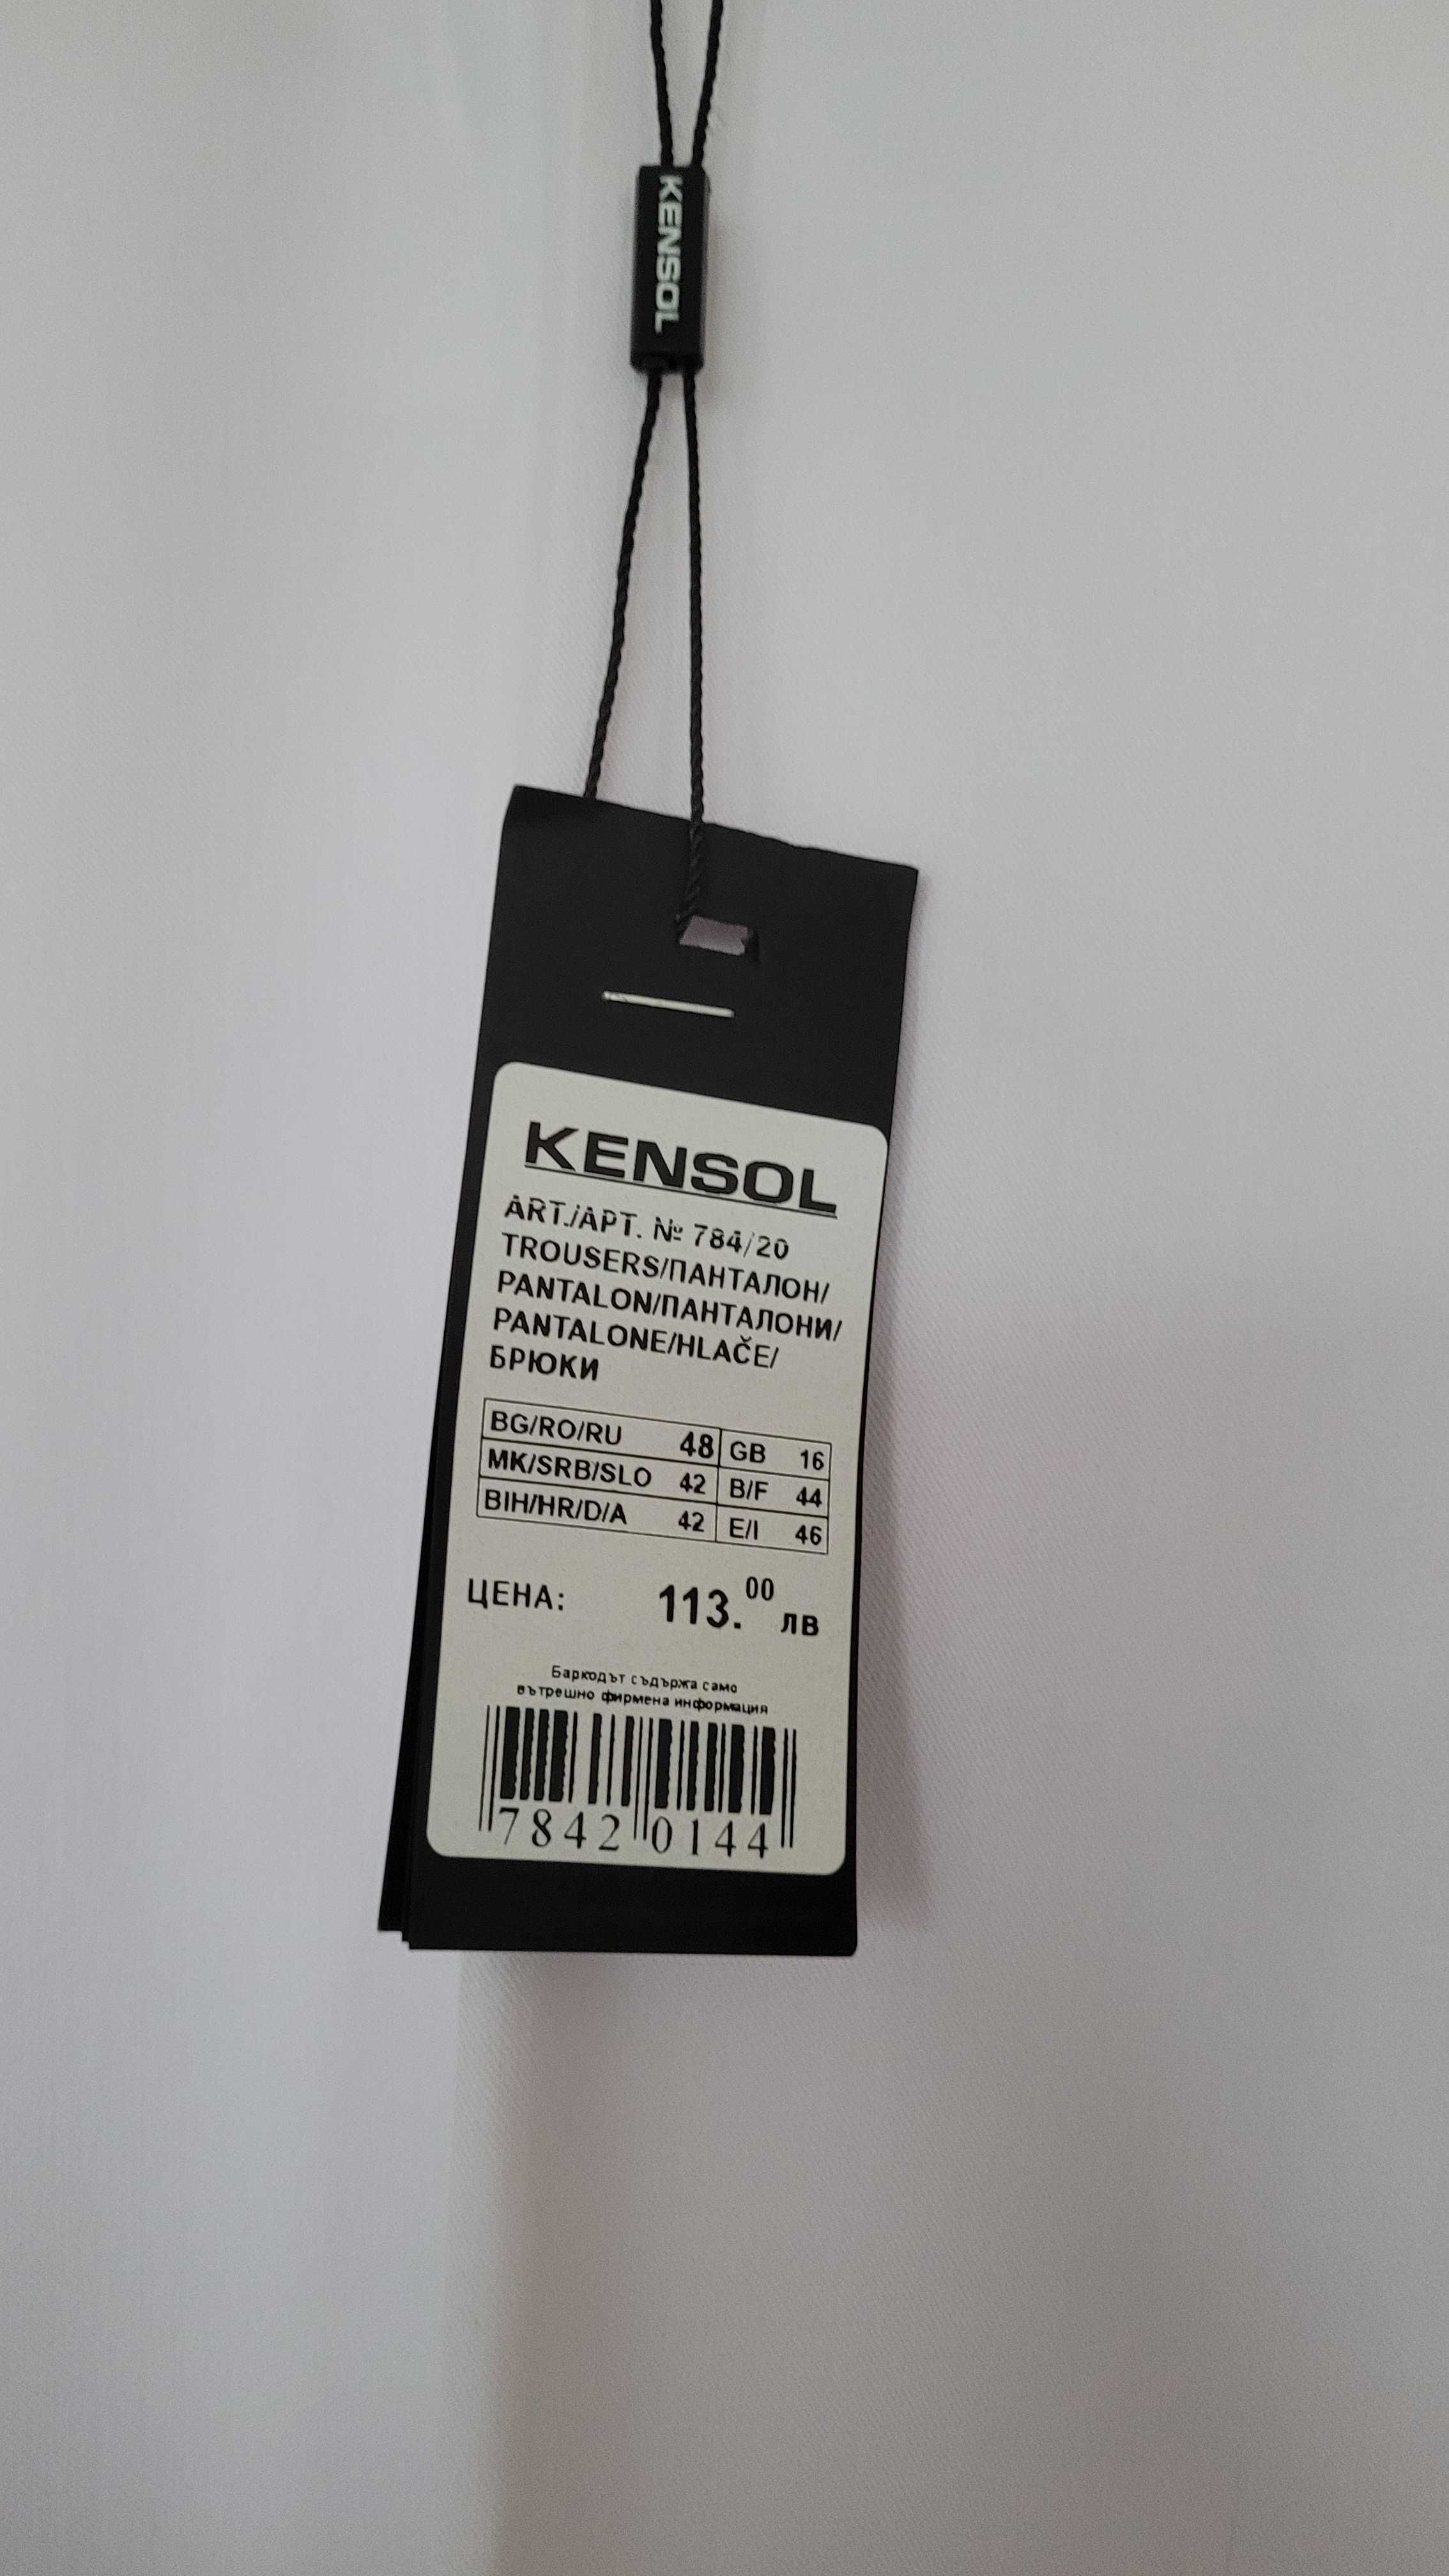 KENSOL
KENSOL
ART./АРТ. № 784/20
TROUSERS/ПАНТАЛОН/
PANTALON/ПАНТАЛОНИ/
PANTALONE/HLAČE/
БРЮКИ
BG/RO/RU 48 GB 16
MK/SRB/SLO 42 B/F 44
BIH/HR/D/A 42 E/I 46
ЦЕНА: 113.00 лв
Баркодът съдържа само
вътрешно фирмена информация
7842 0144